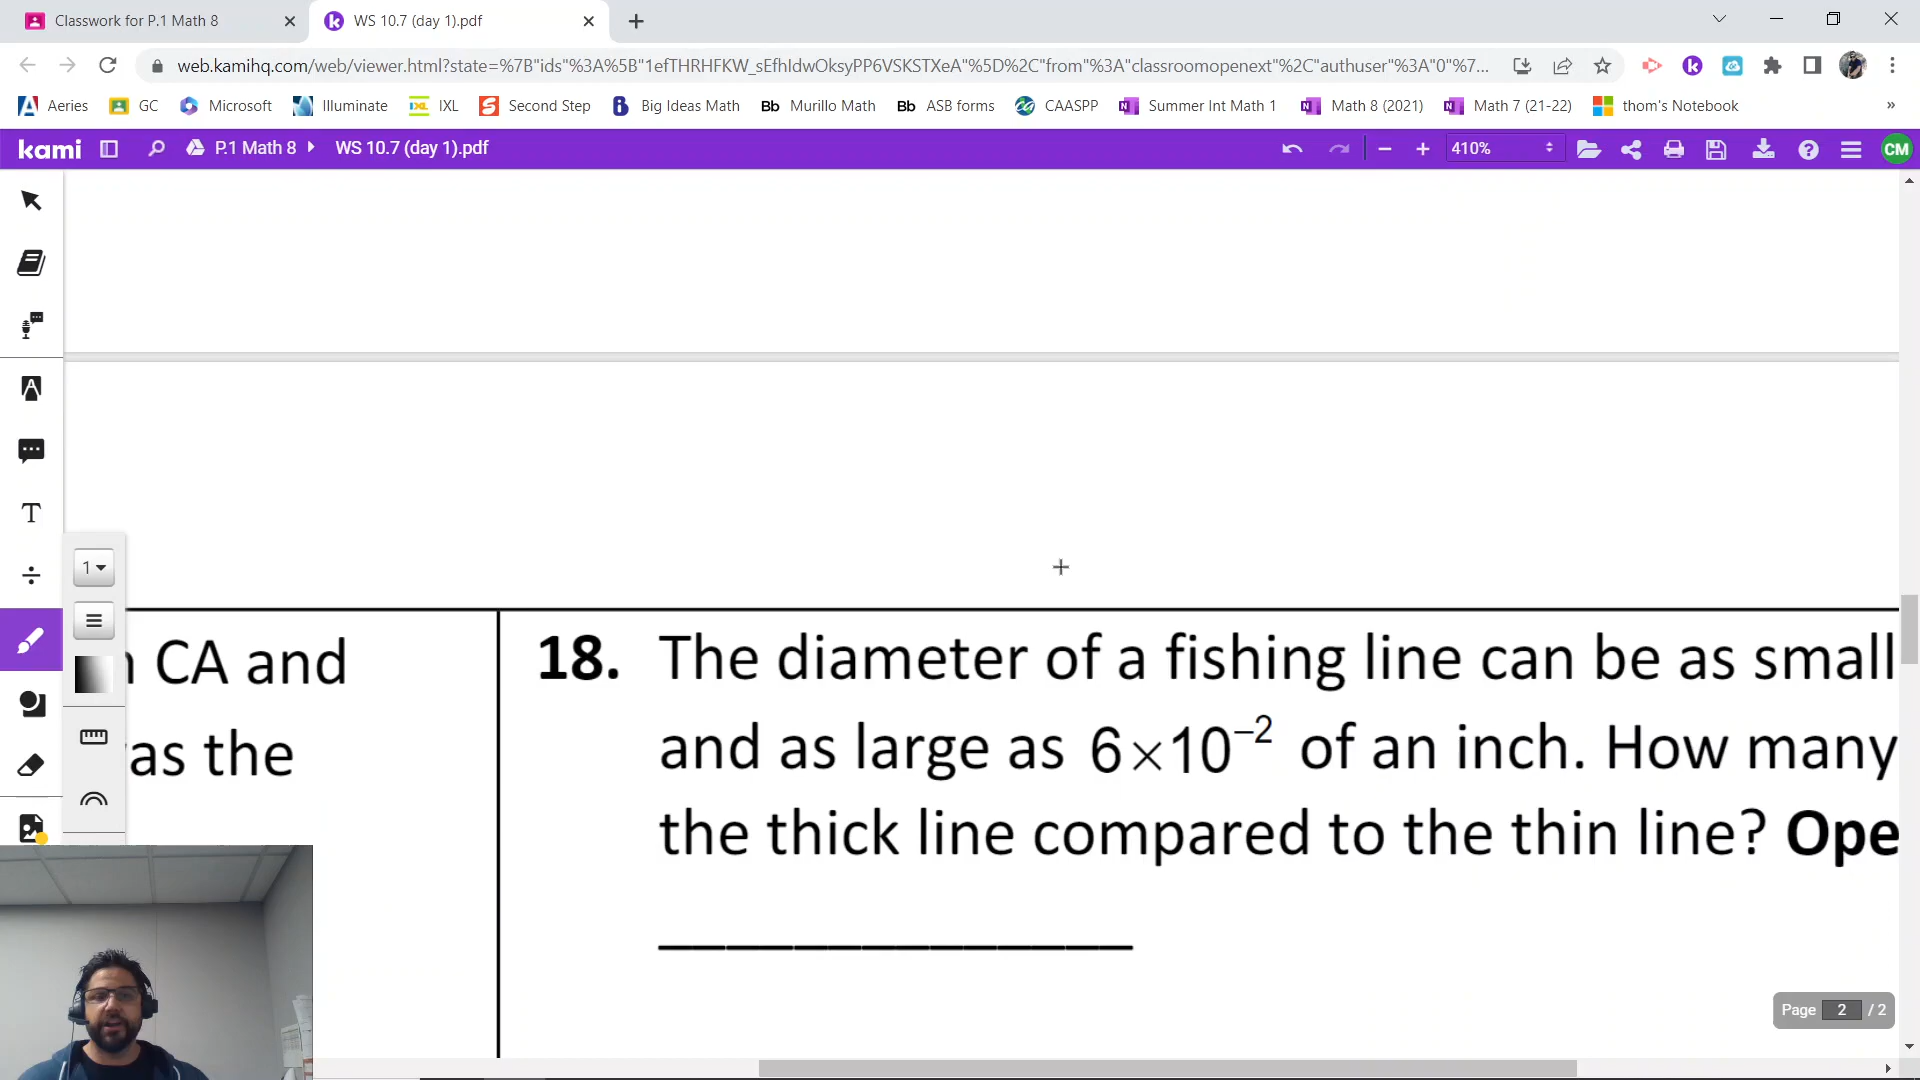 Classwork for P.1 Math 8
WS 10.7 (day 1).pdf
web.kamihq.com/web/viewer.html?state=%7B"ids"%3A%5B"1efTHRHFKW_sEfhIdwOksyPP6VSKSTXeA"%5D%2C"from"%3A"classroomopenext"%2C"authuser"%3A"0"%7...
Aeries GC Microsoft Illuminate IXL Second Step Big Ideas Math Bb Murillo Math Bb ASB forms CAASPP Summer Int Math 1 Math 8 (2021) Math 7 (21-22) thom's Notebook »
kami P.1 Math 8 WS 10.7 (day 1).pdf 410% CM
1
n CA and
as the
18. The diameter of a fishing line can be as small
and as large as 6×10⁻² of an inch. How many
the thick line compared to the thin line? Ope
______________
Page 2 / 2